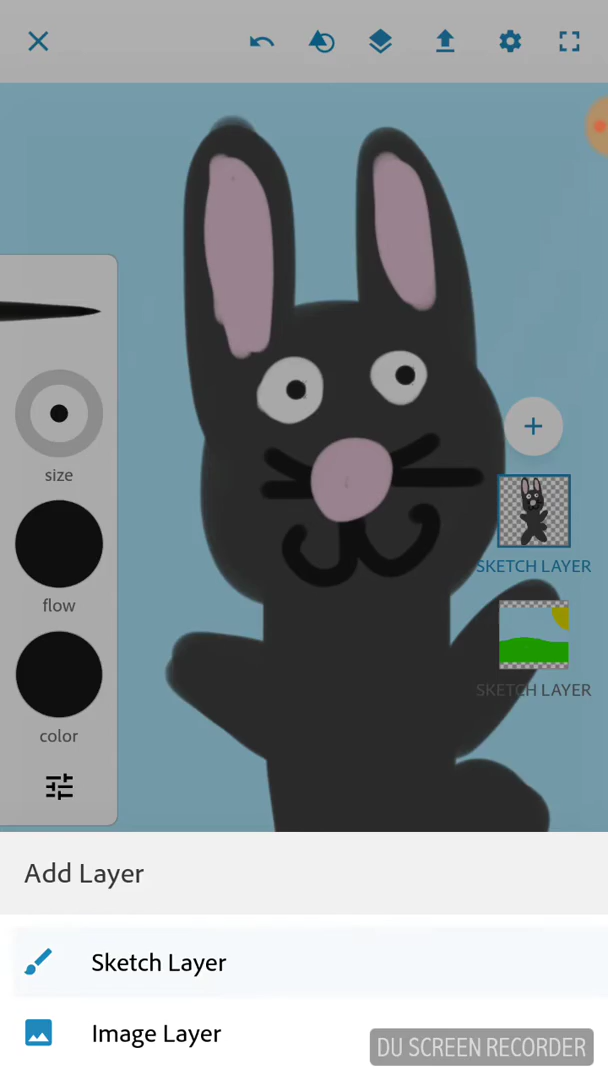 size
flow
color
SKETCH LAYER
SKETCH LAYER
Add Layer
Sketch Layer
Image Layer
DU SCREEN RECORDER